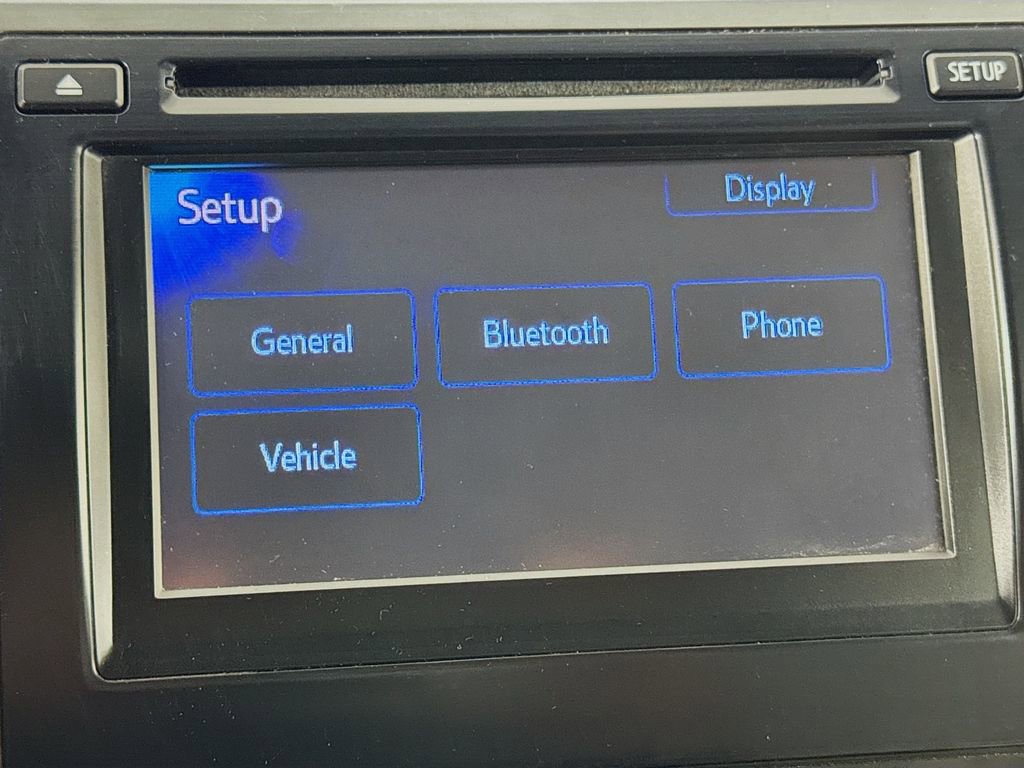 SETUP
Setup
Display
General
Bluetooth
Phone
Vehicle